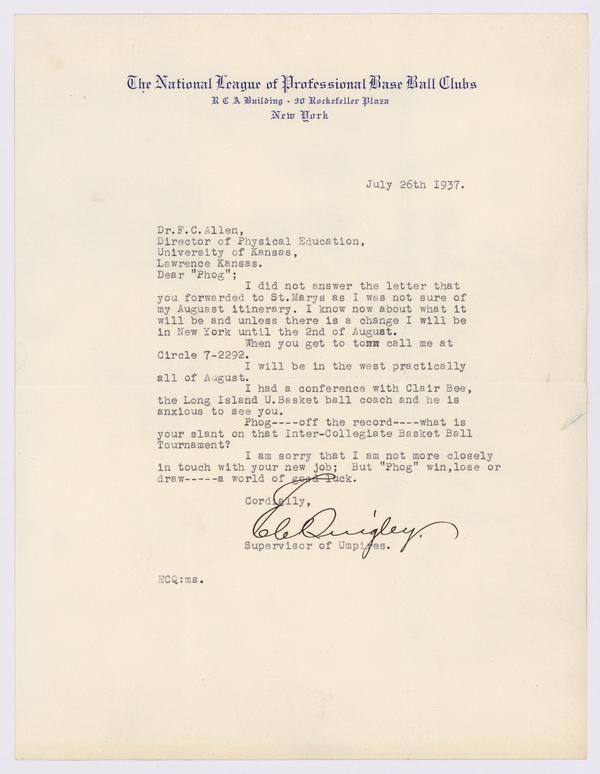 The National League of Professional Base Ball Clubs
R C A Building - 30 Rockefeller Plaza
New York
July 26th 1937.
Dr.F.C.Allen,
Director of Physical Education,
University of Kansas,
Lawrence Kansas.
Dear "Phog";
I did not answer the letter that
you forwarded to St.Marys as I was not sure of
my Auguast itinerary. I know now about what it
will be and unless there is a change I will be
in New York until the 2nd of August.
When you get to town call me at
Circle 7-2292.
I will be in the west practically
all of August.
I had a conference with Clair Bee,
the Long Island U.Basket ball coach and he is
anxious to see you.
Phog----off the record----what is
your slant on that Inter-Collegiate Basket Ball
Tournament?
I am sorry that I am not more closely
in touch with your new job; But "Phog" win,lose or
draw-----a world of good luck.
Cordially,
E C Quigley.
Supervisor of Umpires.
ECQ:ms.